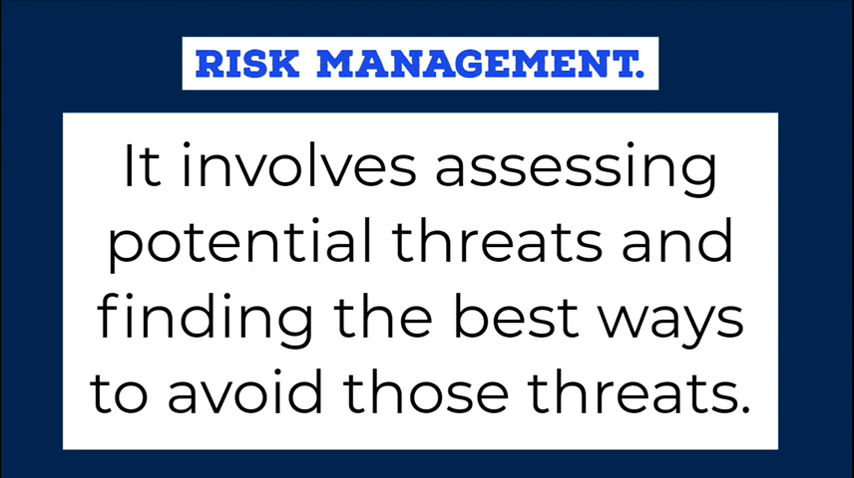 RISK MANAGEMENT.
It involves assessing
potential threats and
finding the best ways
to avoid those threats.